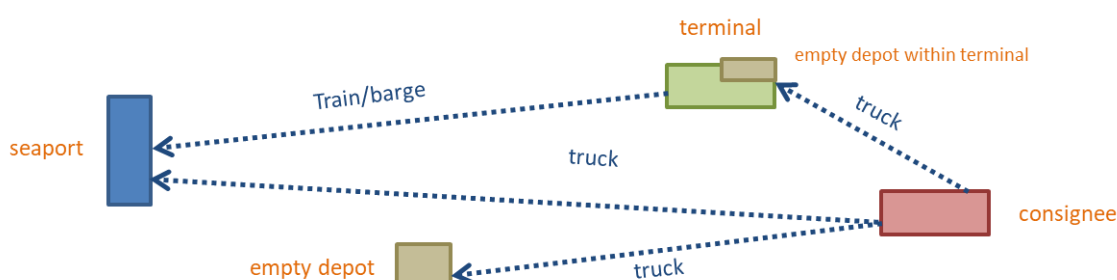 terminal
empty depot within terminal
Train/barge
truck
seaport
truck
consignee
empty depot
truck